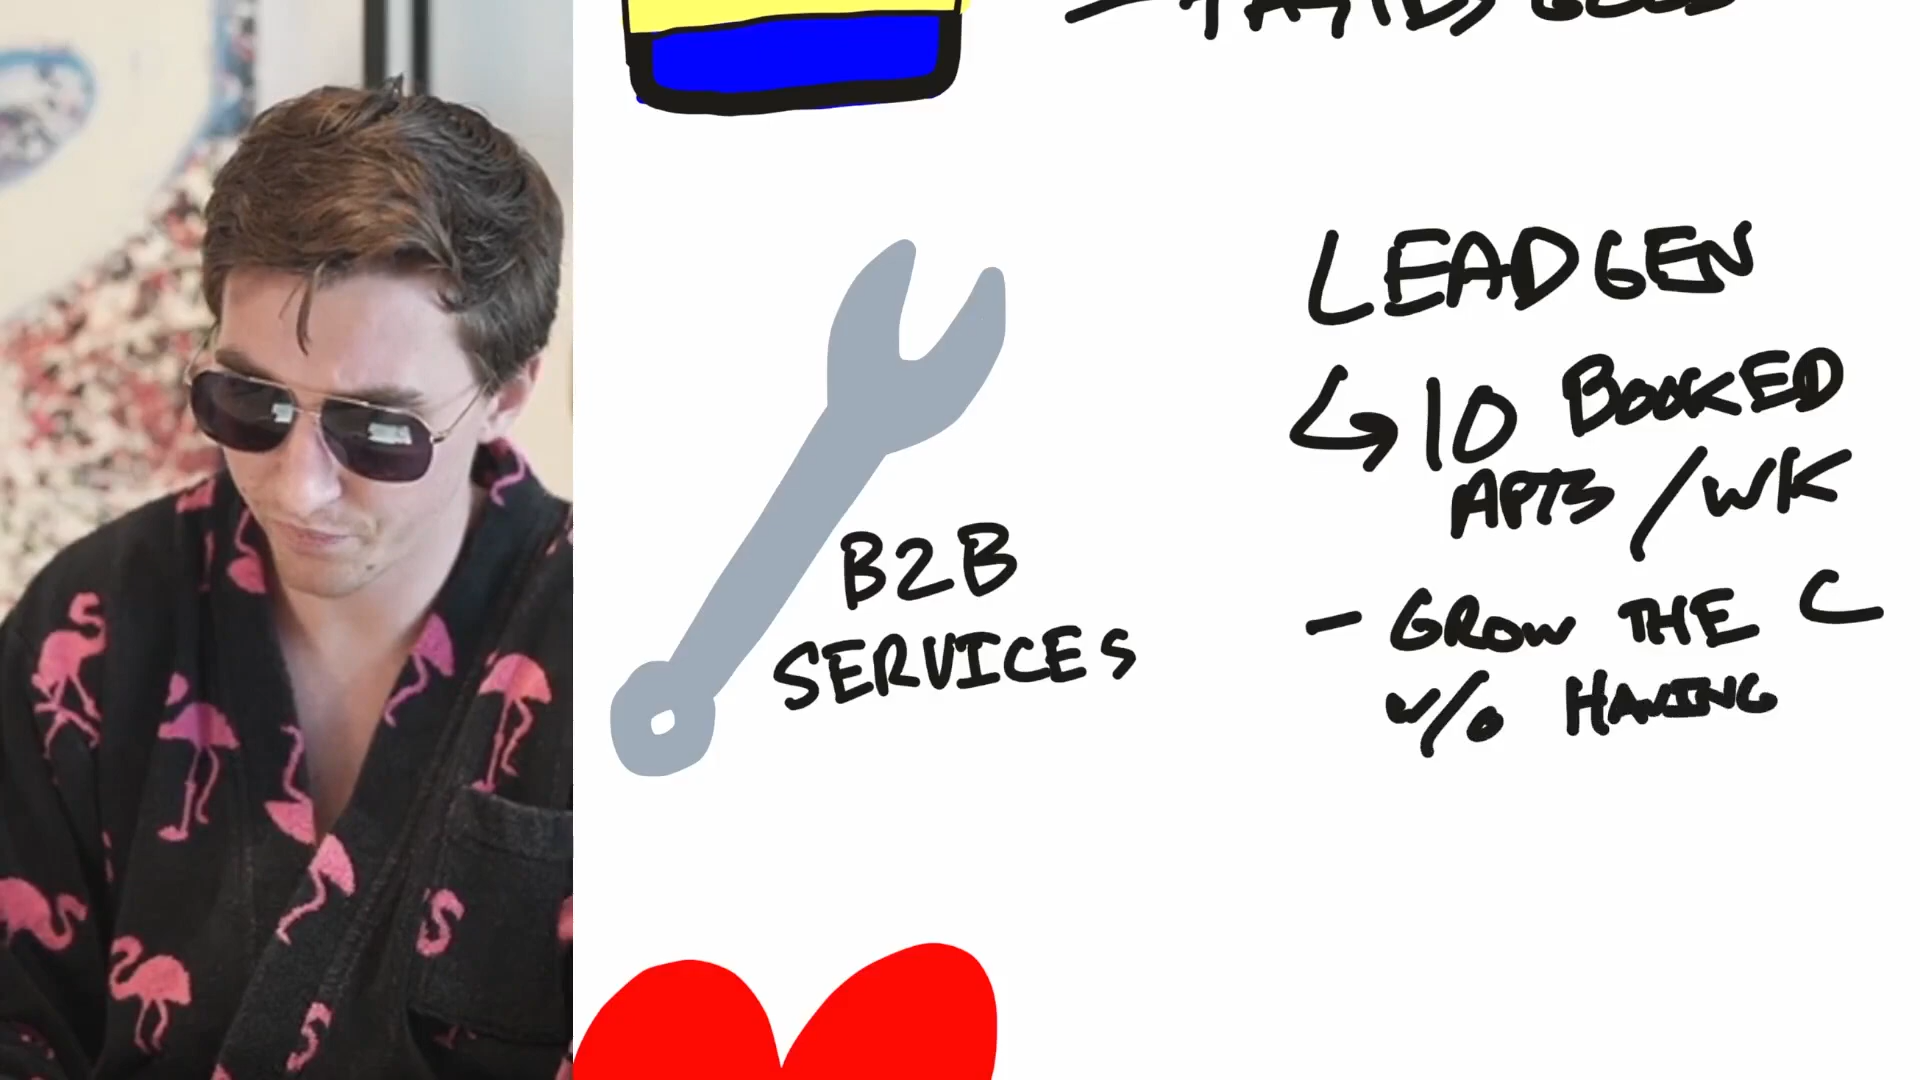 B2B
SERVICES
LEADGEN
10 BOOKED
APTS /WK
- GROW THE C
w/o HAVING